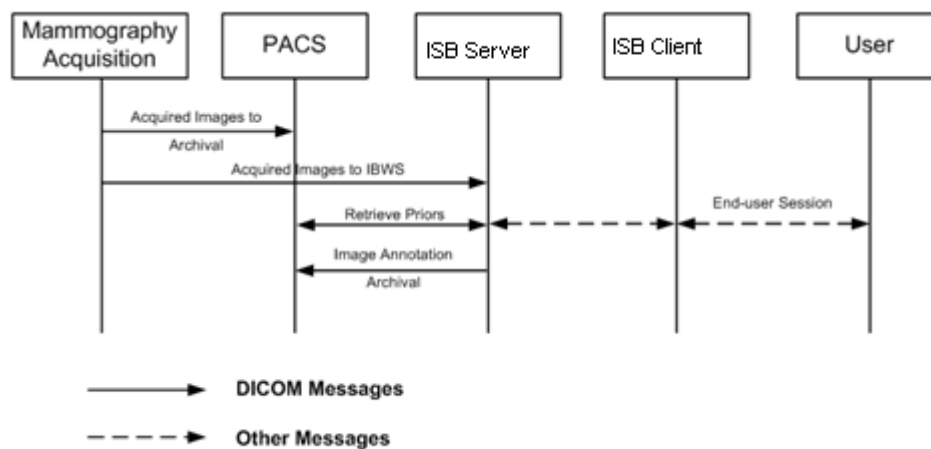 Mammography
Acquisition
PACS
ISB Server
ISB Client
User
Acquired Images to
Archival
Acquired Images to IBWS
Retrieve Priors
End-user Session
Image Annotation
Archival
DICOM Messages
Other Messages